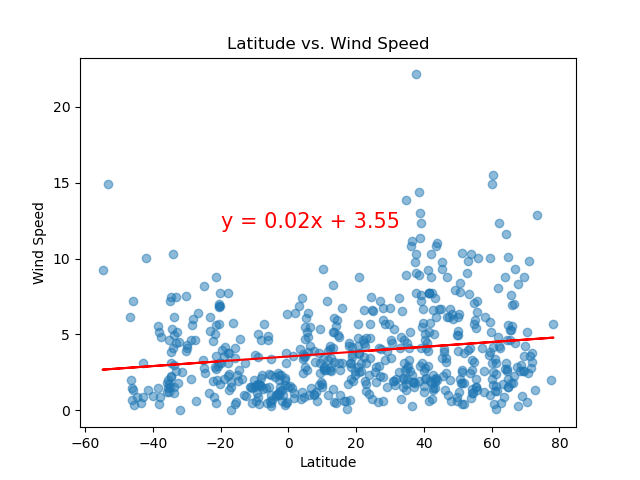 Latitude vs. Wind Speed
20
15
y = 0.02x + 3.55
10
5
0
Wind Speed
−60 −40 −20 0 20 40 60 80
Latitude